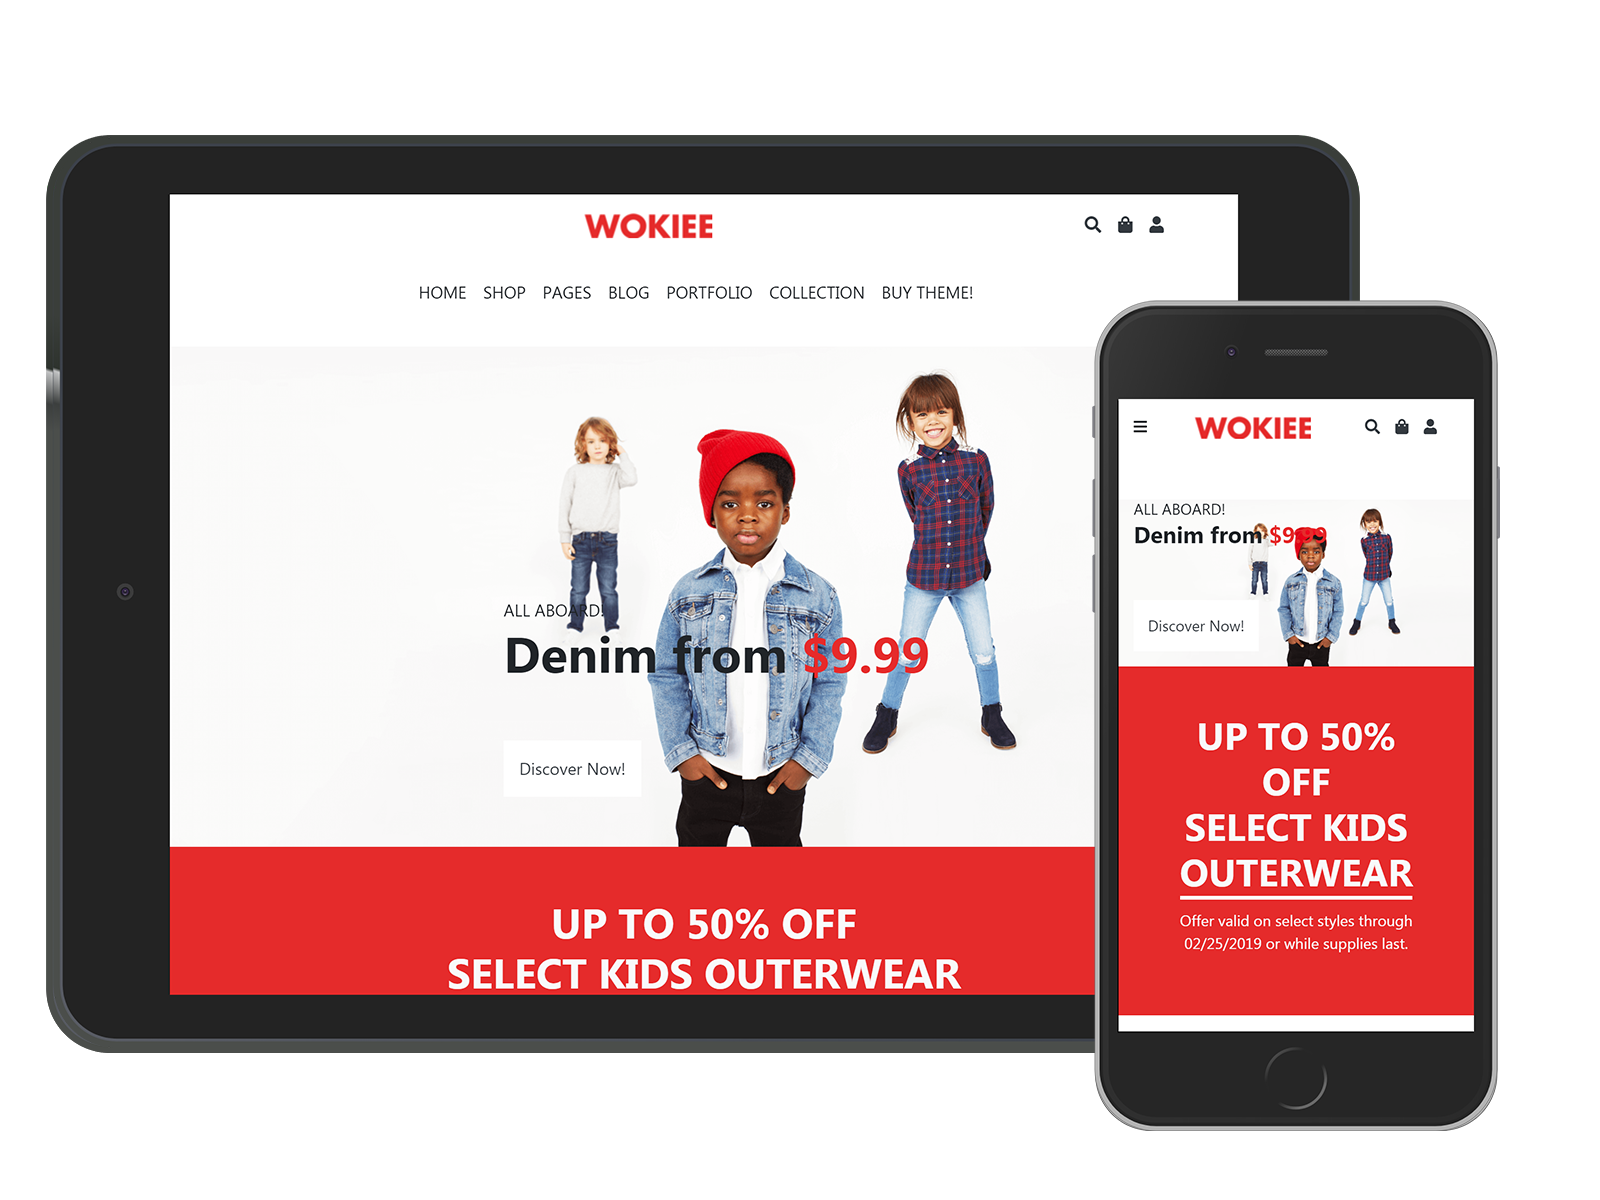 WOKIEE
HOME SHOP PAGES BLOG PORTFOLIO COLLECTION BUY THEME!
ALL ABOARD!
Denim from $9.99
Discover Now!
UP TO 50% OFF
SELECT KIDS OUTERWEAR
WOKIEE
ALL ABOARD!
Denim from $9.99
Discover Now!
UP TO 50%
OFF
SELECT KIDS
OUTERWEAR
Offer valid on select styles through
02/25/2019 or while supplies last.